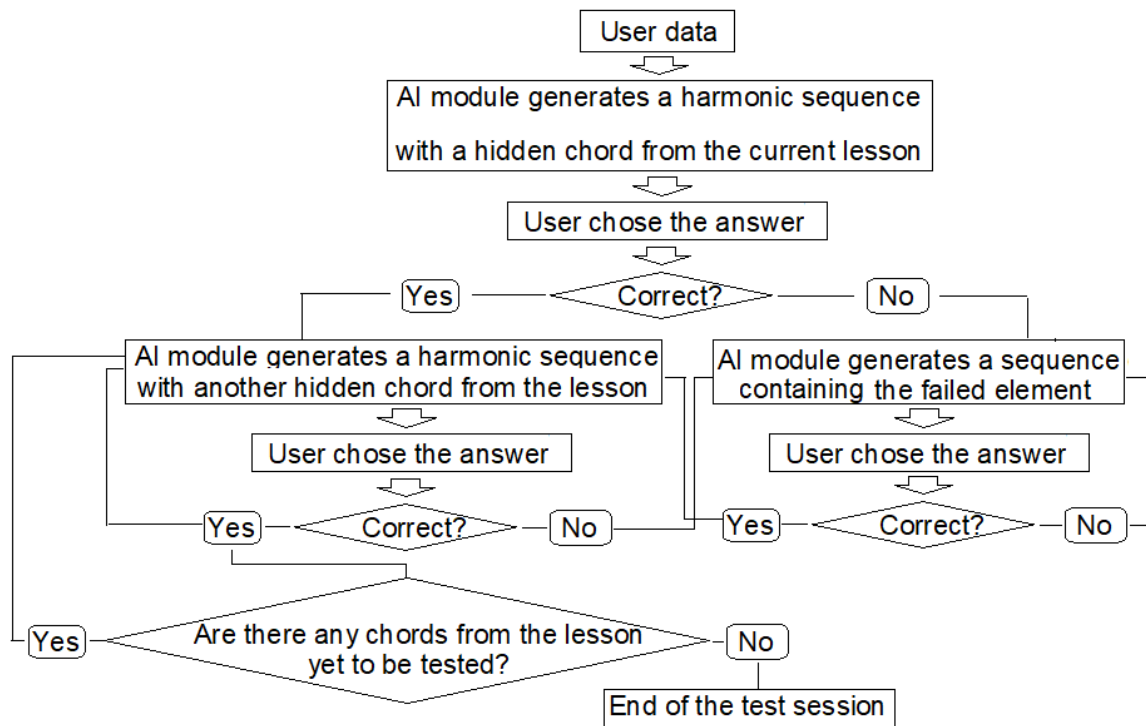 User data
AI module generates a harmonic sequence
with a hidden chord from the current lesson
User chose the answer
Yes
Correct?
No
AI module generates a harmonic sequence
with another hidden chord from the lesson
AI module generates a sequence
containing the failed element
User chose the answer
User chose the answer
Yes
Correct?
No
Yes
Correct?
No
Yes
Are there any chords from the lesson
yet to be tested?
No
End of the test session